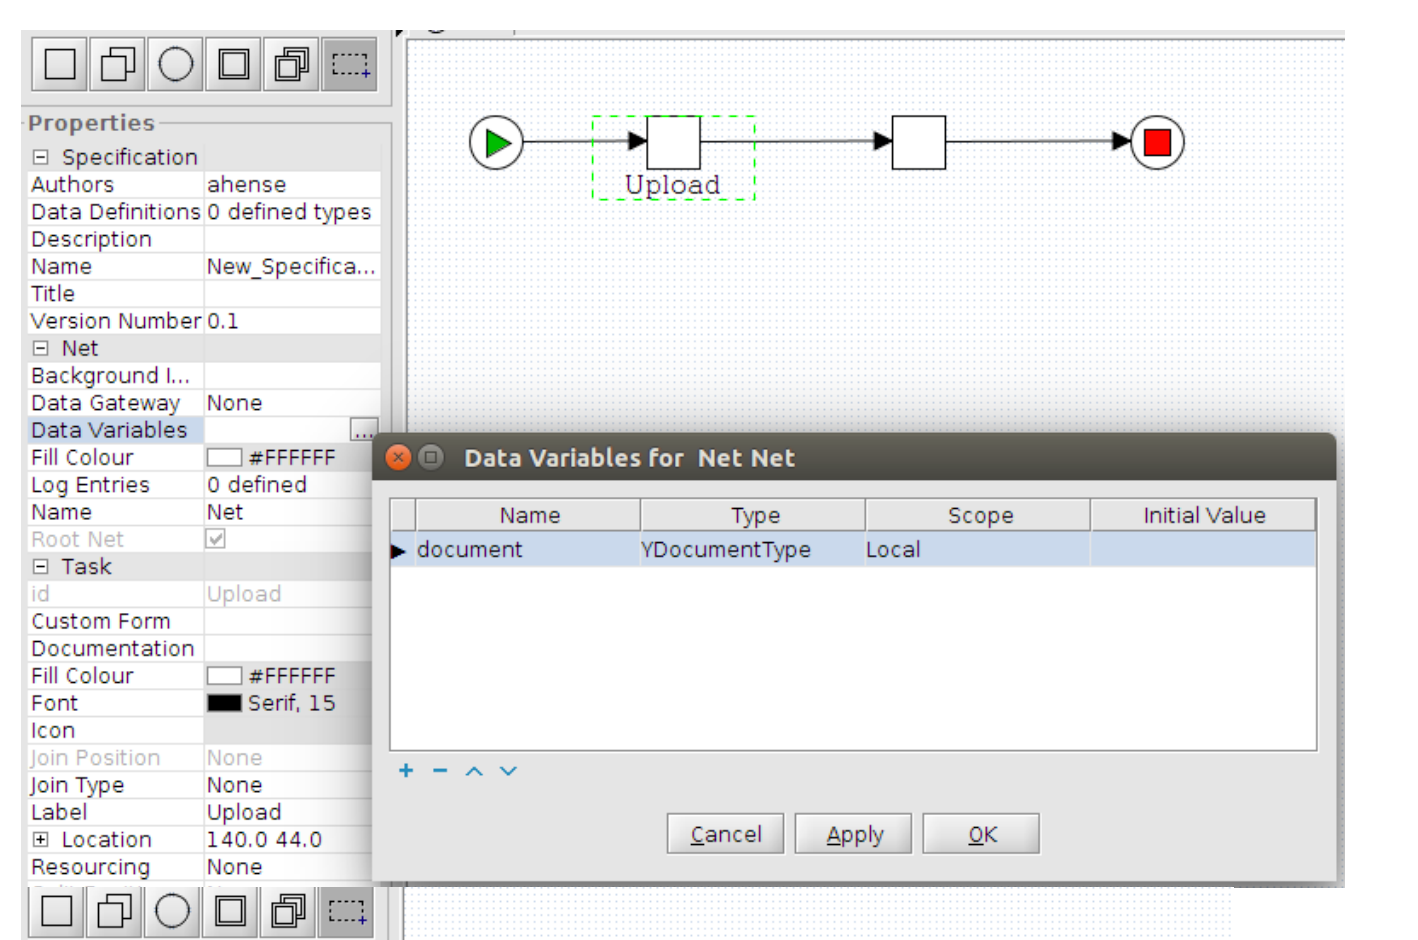 Properties
Specification
Authors ahense
Data Definitions 0 defined types
Description
Name New_Specifica...
Title
Version Number 0.1
Net
Background I...
Data Gateway None
Data Variables ...
Fill Colour #FFFFFF
Log Entries 0 defined
Name Net
Root Net
Task
id Upload
Custom Form
Documentation
Fill Colour #FFFFFF
Font Serif, 15
Icon
Join Position None
Join Type None
Label Upload
Location 140.0 44.0
Resourcing None
Upload
Data Variables for Net Net
Name Type Scope Initial Value
document YDocumentType Local
Cancel Apply OK